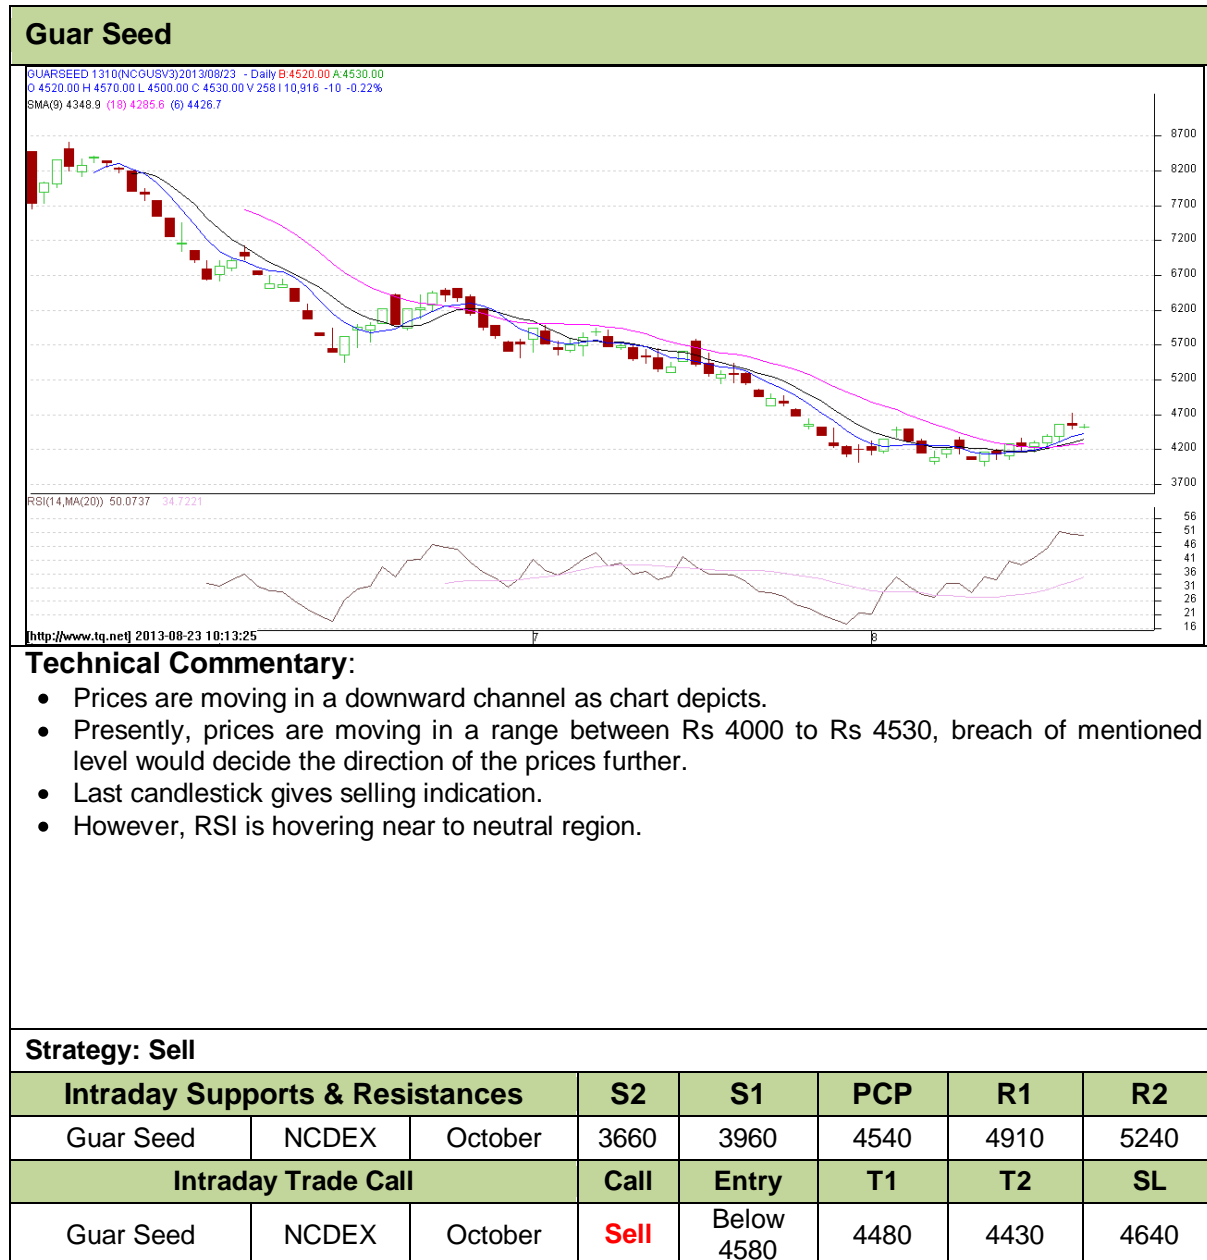 Guar Seed
GUARSEED 1310(NCGUSV3)2013/08/23 - Daily B:4520.00 A:4530.00
O 4520.00 H 4570.00 L 4500.00 C 4530.00 V 258 I 10,916 -10 -0.22%
SMA(9) 4348.9 (18) 4285.6 (6) 4426.7
8700
8200
7700
7200
6700
6200
5700
5200
4700
4200
3700
RSI(14,MA(20)) 50.0737 34.7221
56
51
46
41
36
31
26
21
16
[http://www.tq.net] 2013-08-23 10:13:25 7 8
Technical Commentary:
• Prices are moving in a downward channel as chart depicts.
• Presently, prices are moving in a range between Rs 4000 to Rs 4530, breach of mentioned
level would decide the direction of the prices further.
• Last candlestick gives selling indication.
• However, RSI is hovering near to neutral region.
Strategy: Sell
Intraday Supports & Resistances S2 S1 PCP R1 R2
Guar Seed NCDEX October 3660 3960 4540 4910 5240
Intraday Trade Call Call Entry T1 T2 SL
Guar Seed NCDEX October Sell Below 4580 4480 4430 4640